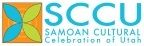 SCCU
SAMOAN CULTURAL
Celebration of Utah